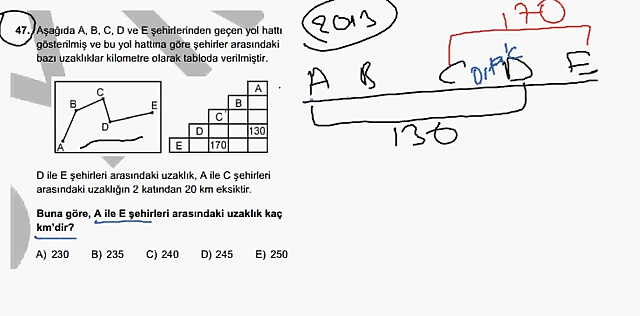 47. Aşağıda A, B, C, D ve E şehirlerinden geçen yol hattı
gösterilmiş ve bu yol hattına göre şehirler arasındaki
bazı uzaklıklar kilometre olarak tabloda verilmiştir.
A
B
C
D
E
A
B
C
D 130
E 170
D ile E şehirleri arasındaki uzaklık, A ile C şehirleri
arasındaki uzaklığın 2 katından 20 km eksiktir.
Buna göre, A ile E şehirleri arasındaki uzaklık kaç
km'dir?
A) 230 B) 235 C) 240 D) 245 E) 250
2013
170
A B C Ortak D E
130